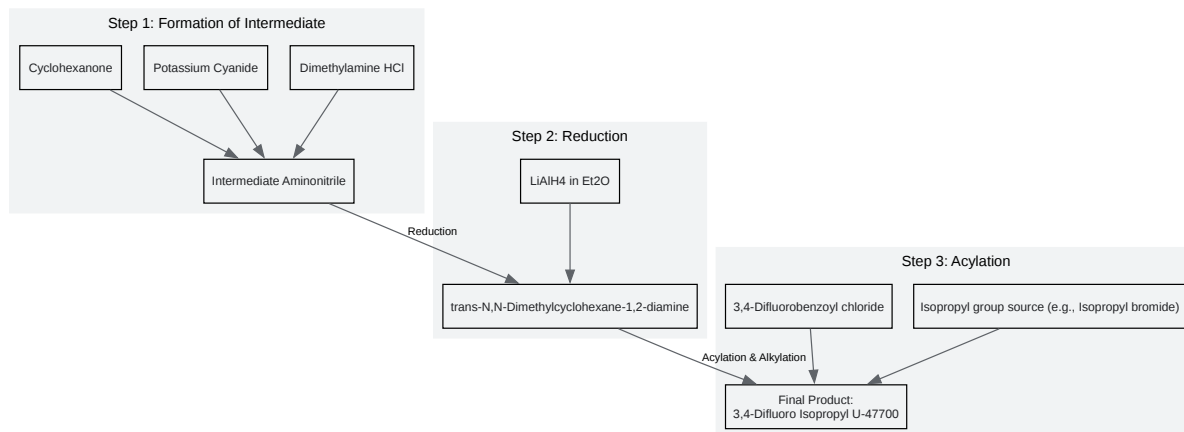 Step 1: Formation of Intermediate
Cyclohexanone
Potassium Cyanide
Dimethylamine HCl
Intermediate Aminonitrile
Step 2: Reduction
LiAlH4 in Et2O
Reduction
trans-N,N-Dimethylcyclohexane-1,2-diamine
Step 3: Acylation
3,4-Difluorobenzoyl chloride
Isopropyl group source (e.g., Isopropyl bromide)
Acylation & Alkylation
Final Product:
3,4-Difluoro Isopropyl U-47700